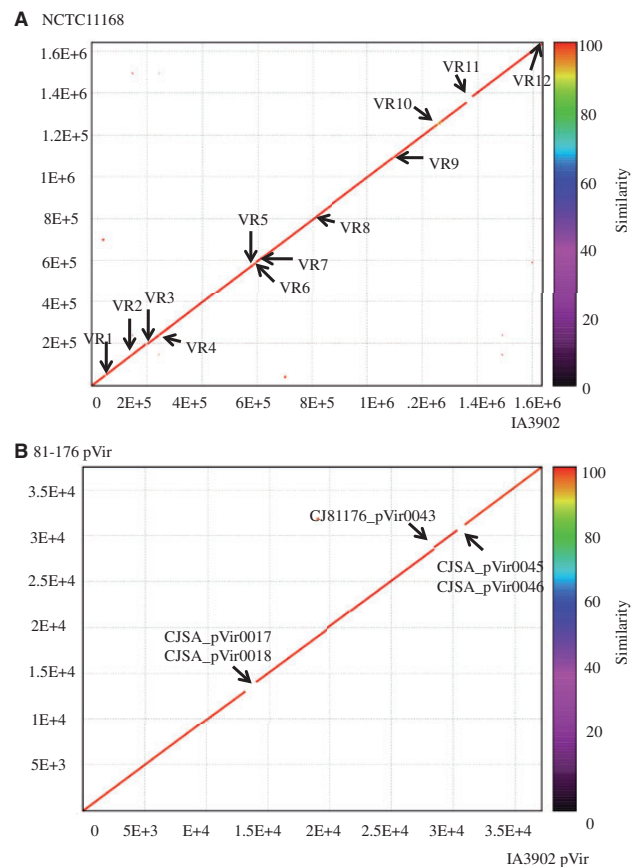 A NCTC11168
1.6E+6
1.4E+6
1.2E+5
1E+6
8E+5
6E+5
4E+5
2E+5
VR1
VR2
VR3
VR4
VR5
VR6
VR7
VR8
VR9
VR10
VR11
VR12
0 2E+5 4E+5 6E+5 8E+5 1E+6 .2E+6 1.4E+6 1.6E+6
IA3902
100
80
60
40
20
0
Similarity
B 81-176 pVir
3.5E+4
3E+4
2.5E+4
2E+4
1.5E+4
1E+4
5E+3
CJ81176_pVir0043
CJSA_pVir0045
CJSA_pVir0046
CJSA_pVir0017
CJSA_pVir0018
0 5E+3 E+4 1.5E+4 2E+4 2.5E+4 3E+4 3.5E+4
IA3902 pVir
100
80
60
40
20
0
Similarity